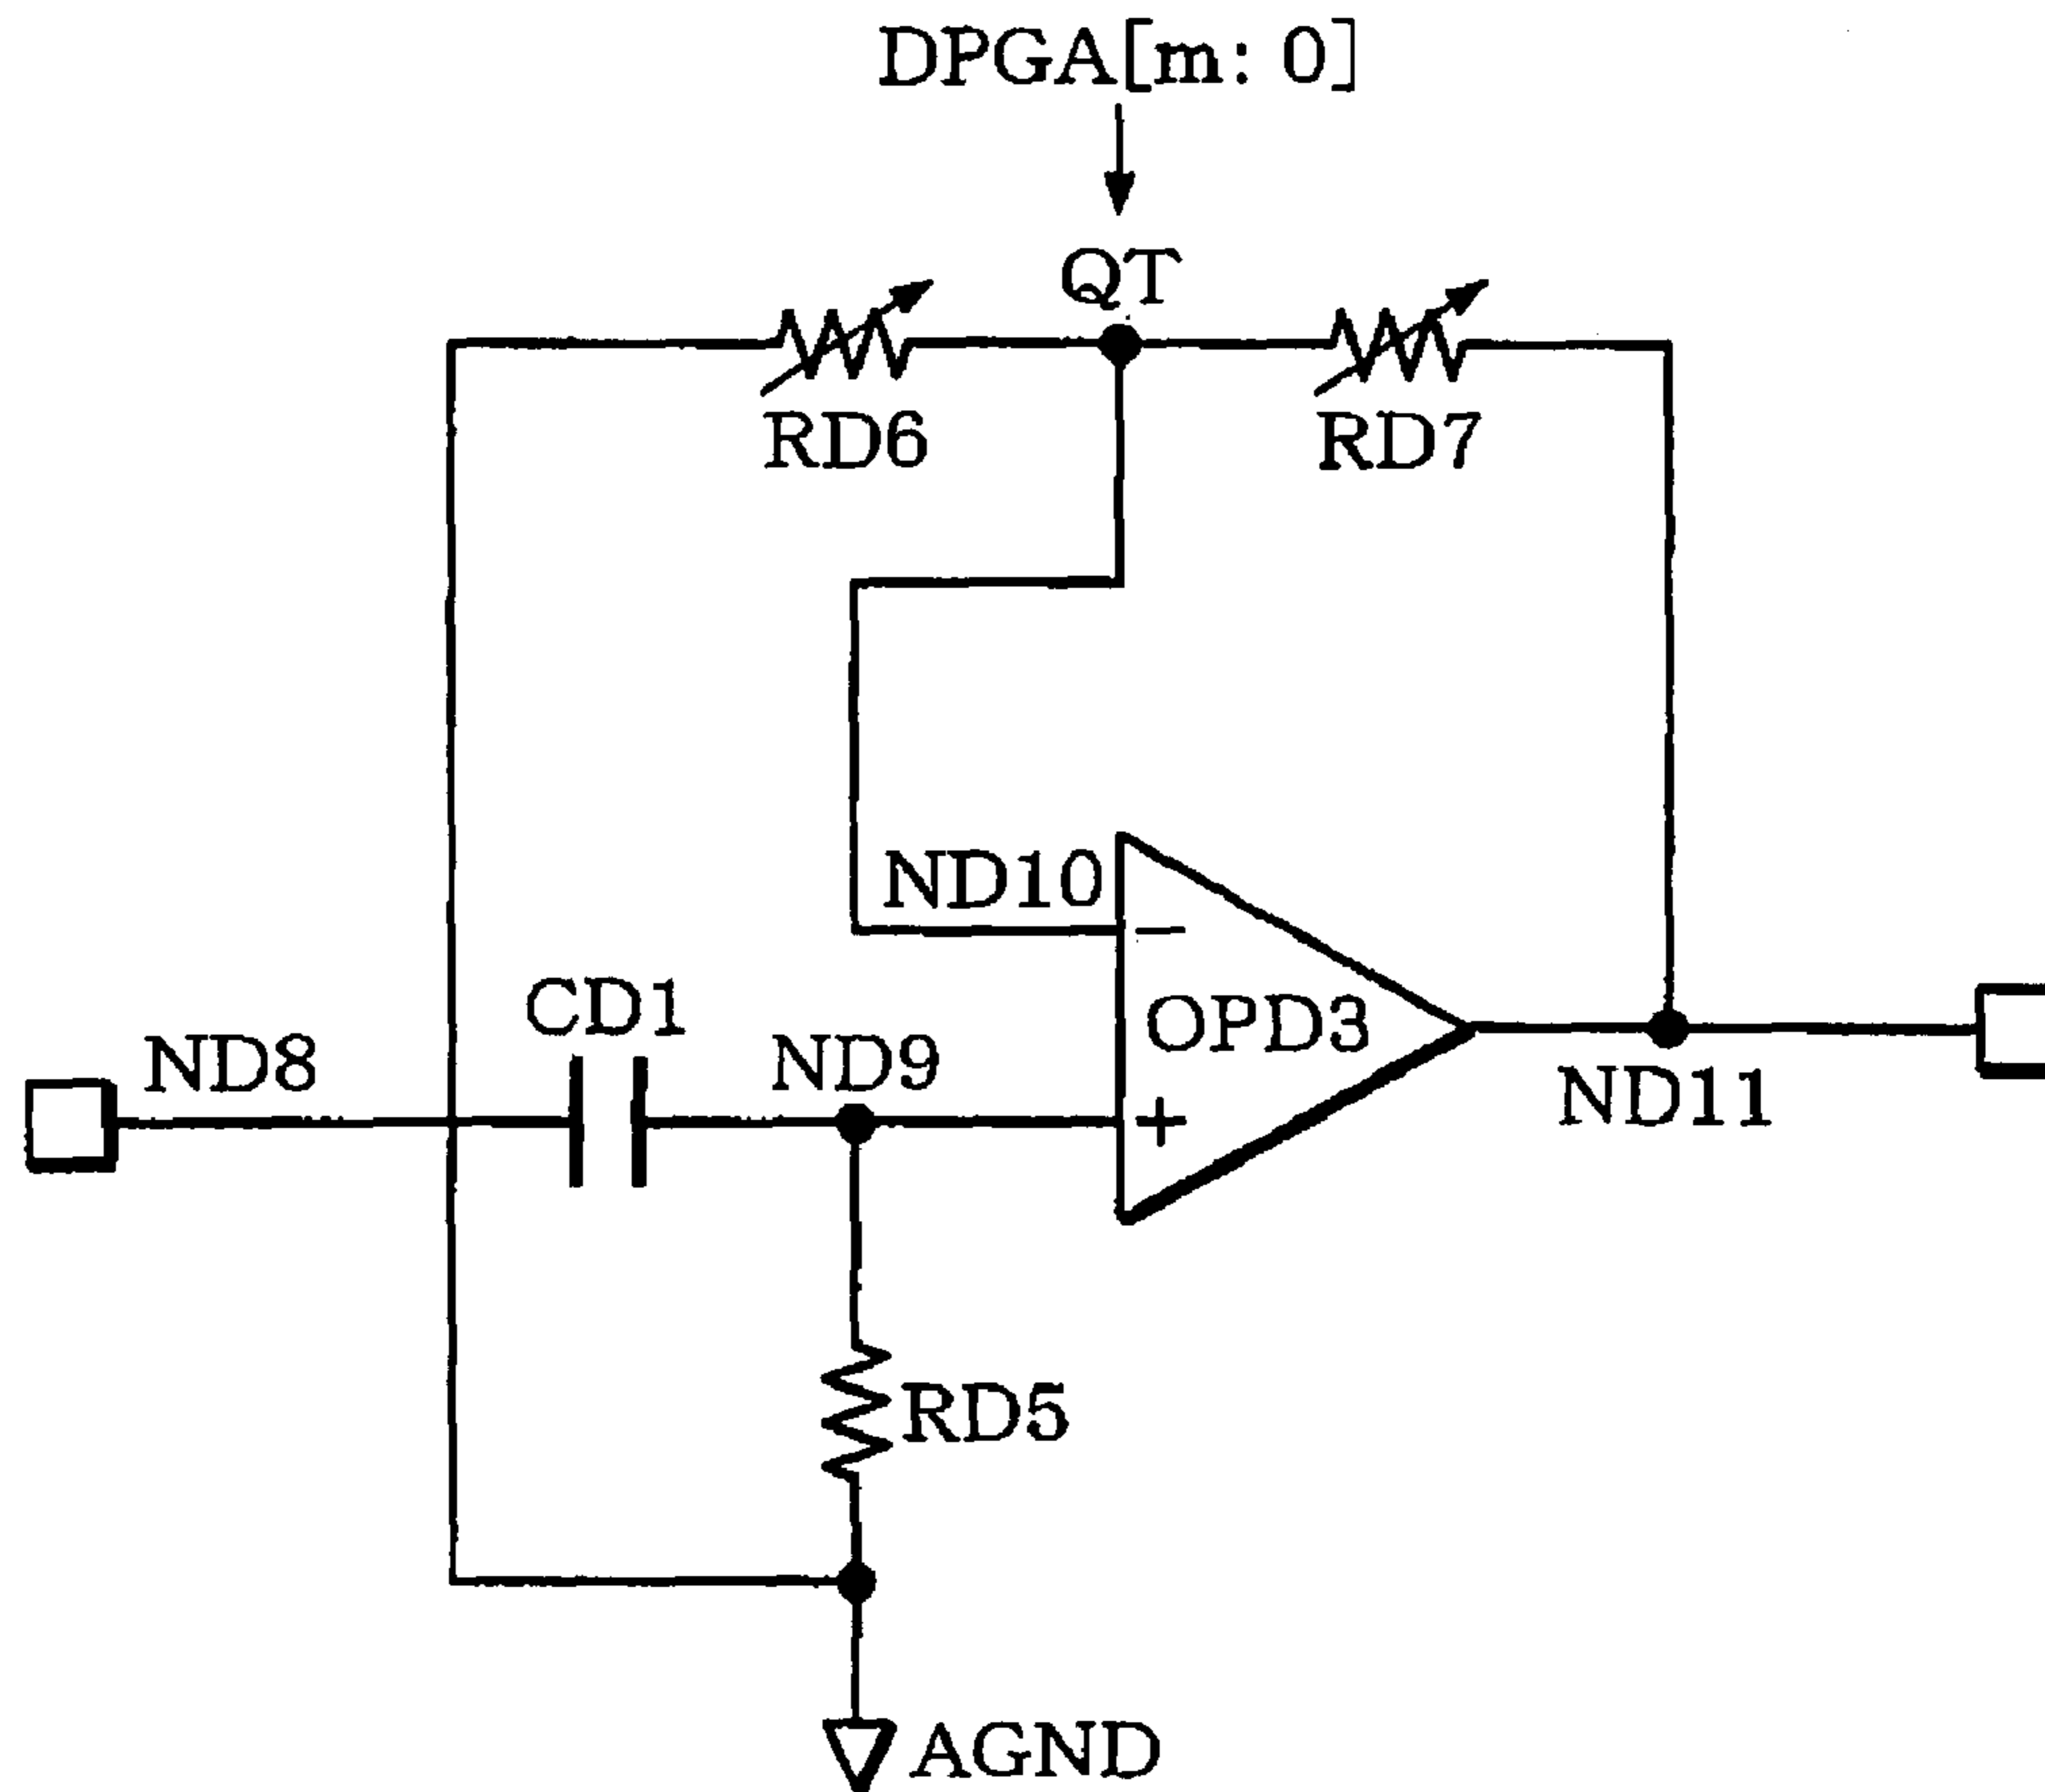 DPGA[m: 0]
QT
RD6
RD7
ND10
−
CD1
OPD3
ND8
ND9
ND11
+
RD5
AGND